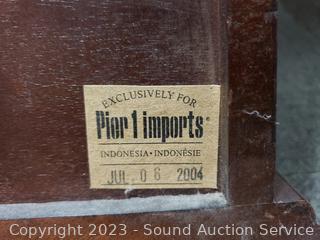 EXCLUSIVELY FOR
Pier 1 imports®
INDONESIA • INDONÉSIE
JUL 06 2004
Copyright 2023 - Sound Auction Service